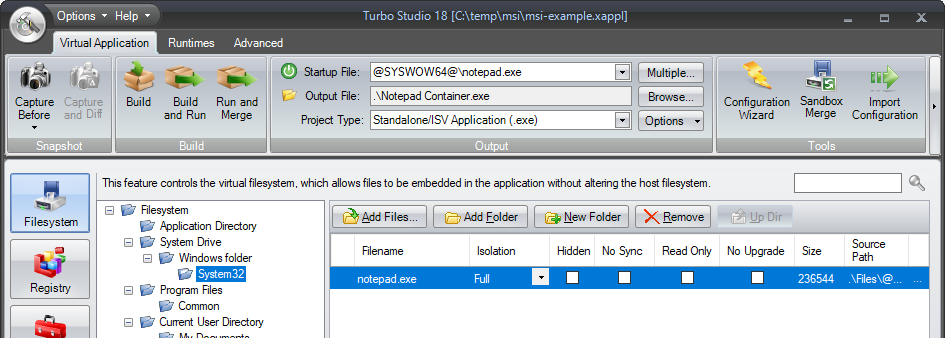 Options Help Turbo Studio 18 [C:\temp\msi\msi-example.xappl]
Virtual Application Runtimes Advanced
Capture Before
Capture and Diff
Snapshot
Build
Build and Run
Run and Merge
Build
Startup File: @SYSWOW64@\notepad.exe Multiple...
Output File: .\Notepad Container.exe Browse...
Project Type: Standalone/ISV Application (.exe) Options
Output
Configuration Wizard
Sandbox Merge
Import Configuration
Tools
Filesystem
Registry
This feature controls the virtual filesystem, which allows files to be embedded in the application without altering the host filesystem.
Filesystem
Application Directory
System Drive
Windows folder
System32
Program Files
Common
Current User Directory
My Documents
Add Files... Add Folder New Folder Remove Up Dir
Filename Isolation Hidden No Sync Read Only No Upgrade Size Source Path
notepad.exe Full 236544 .\Files\@... ...